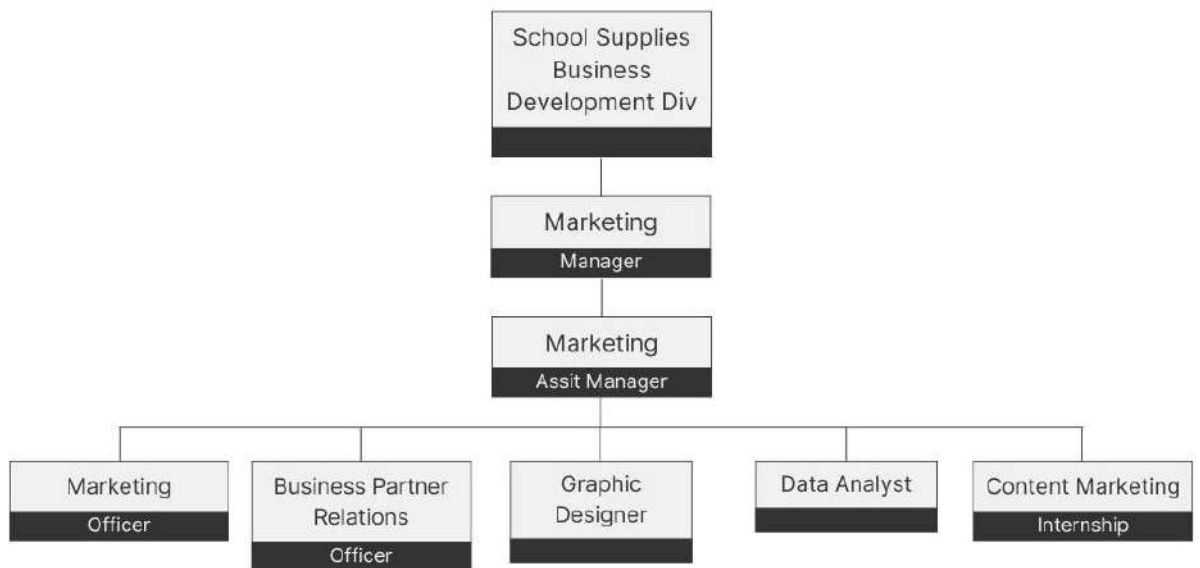 School Supplies
Business
Development Div
Marketing
Manager
Marketing
Assit Manager
Marketing
Officer
Business Partner
Relations
Officer
Graphic
Designer
Data Analyst
Content Marketing
Internship